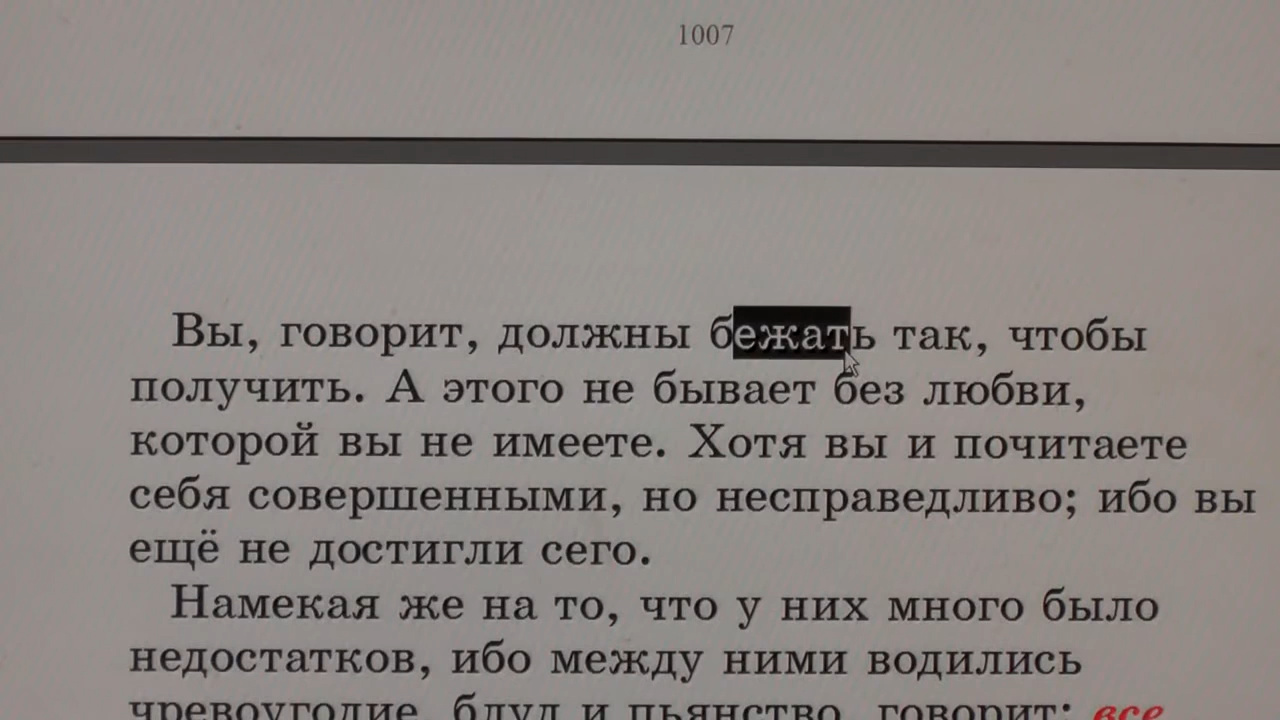 1007
Вы, говорит, должны бежать так, чтобы
получить. А этого не бывает без любви,
которой вы не имеете. Хотя вы и почитаете
себя совершенными, но несправедливо; ибо вы
ещё не достигли сего.
Намекая же на то, что у них много было
недостатков, ибо между ними водились
чревоугодие, блуд и пьянство, говорит: все